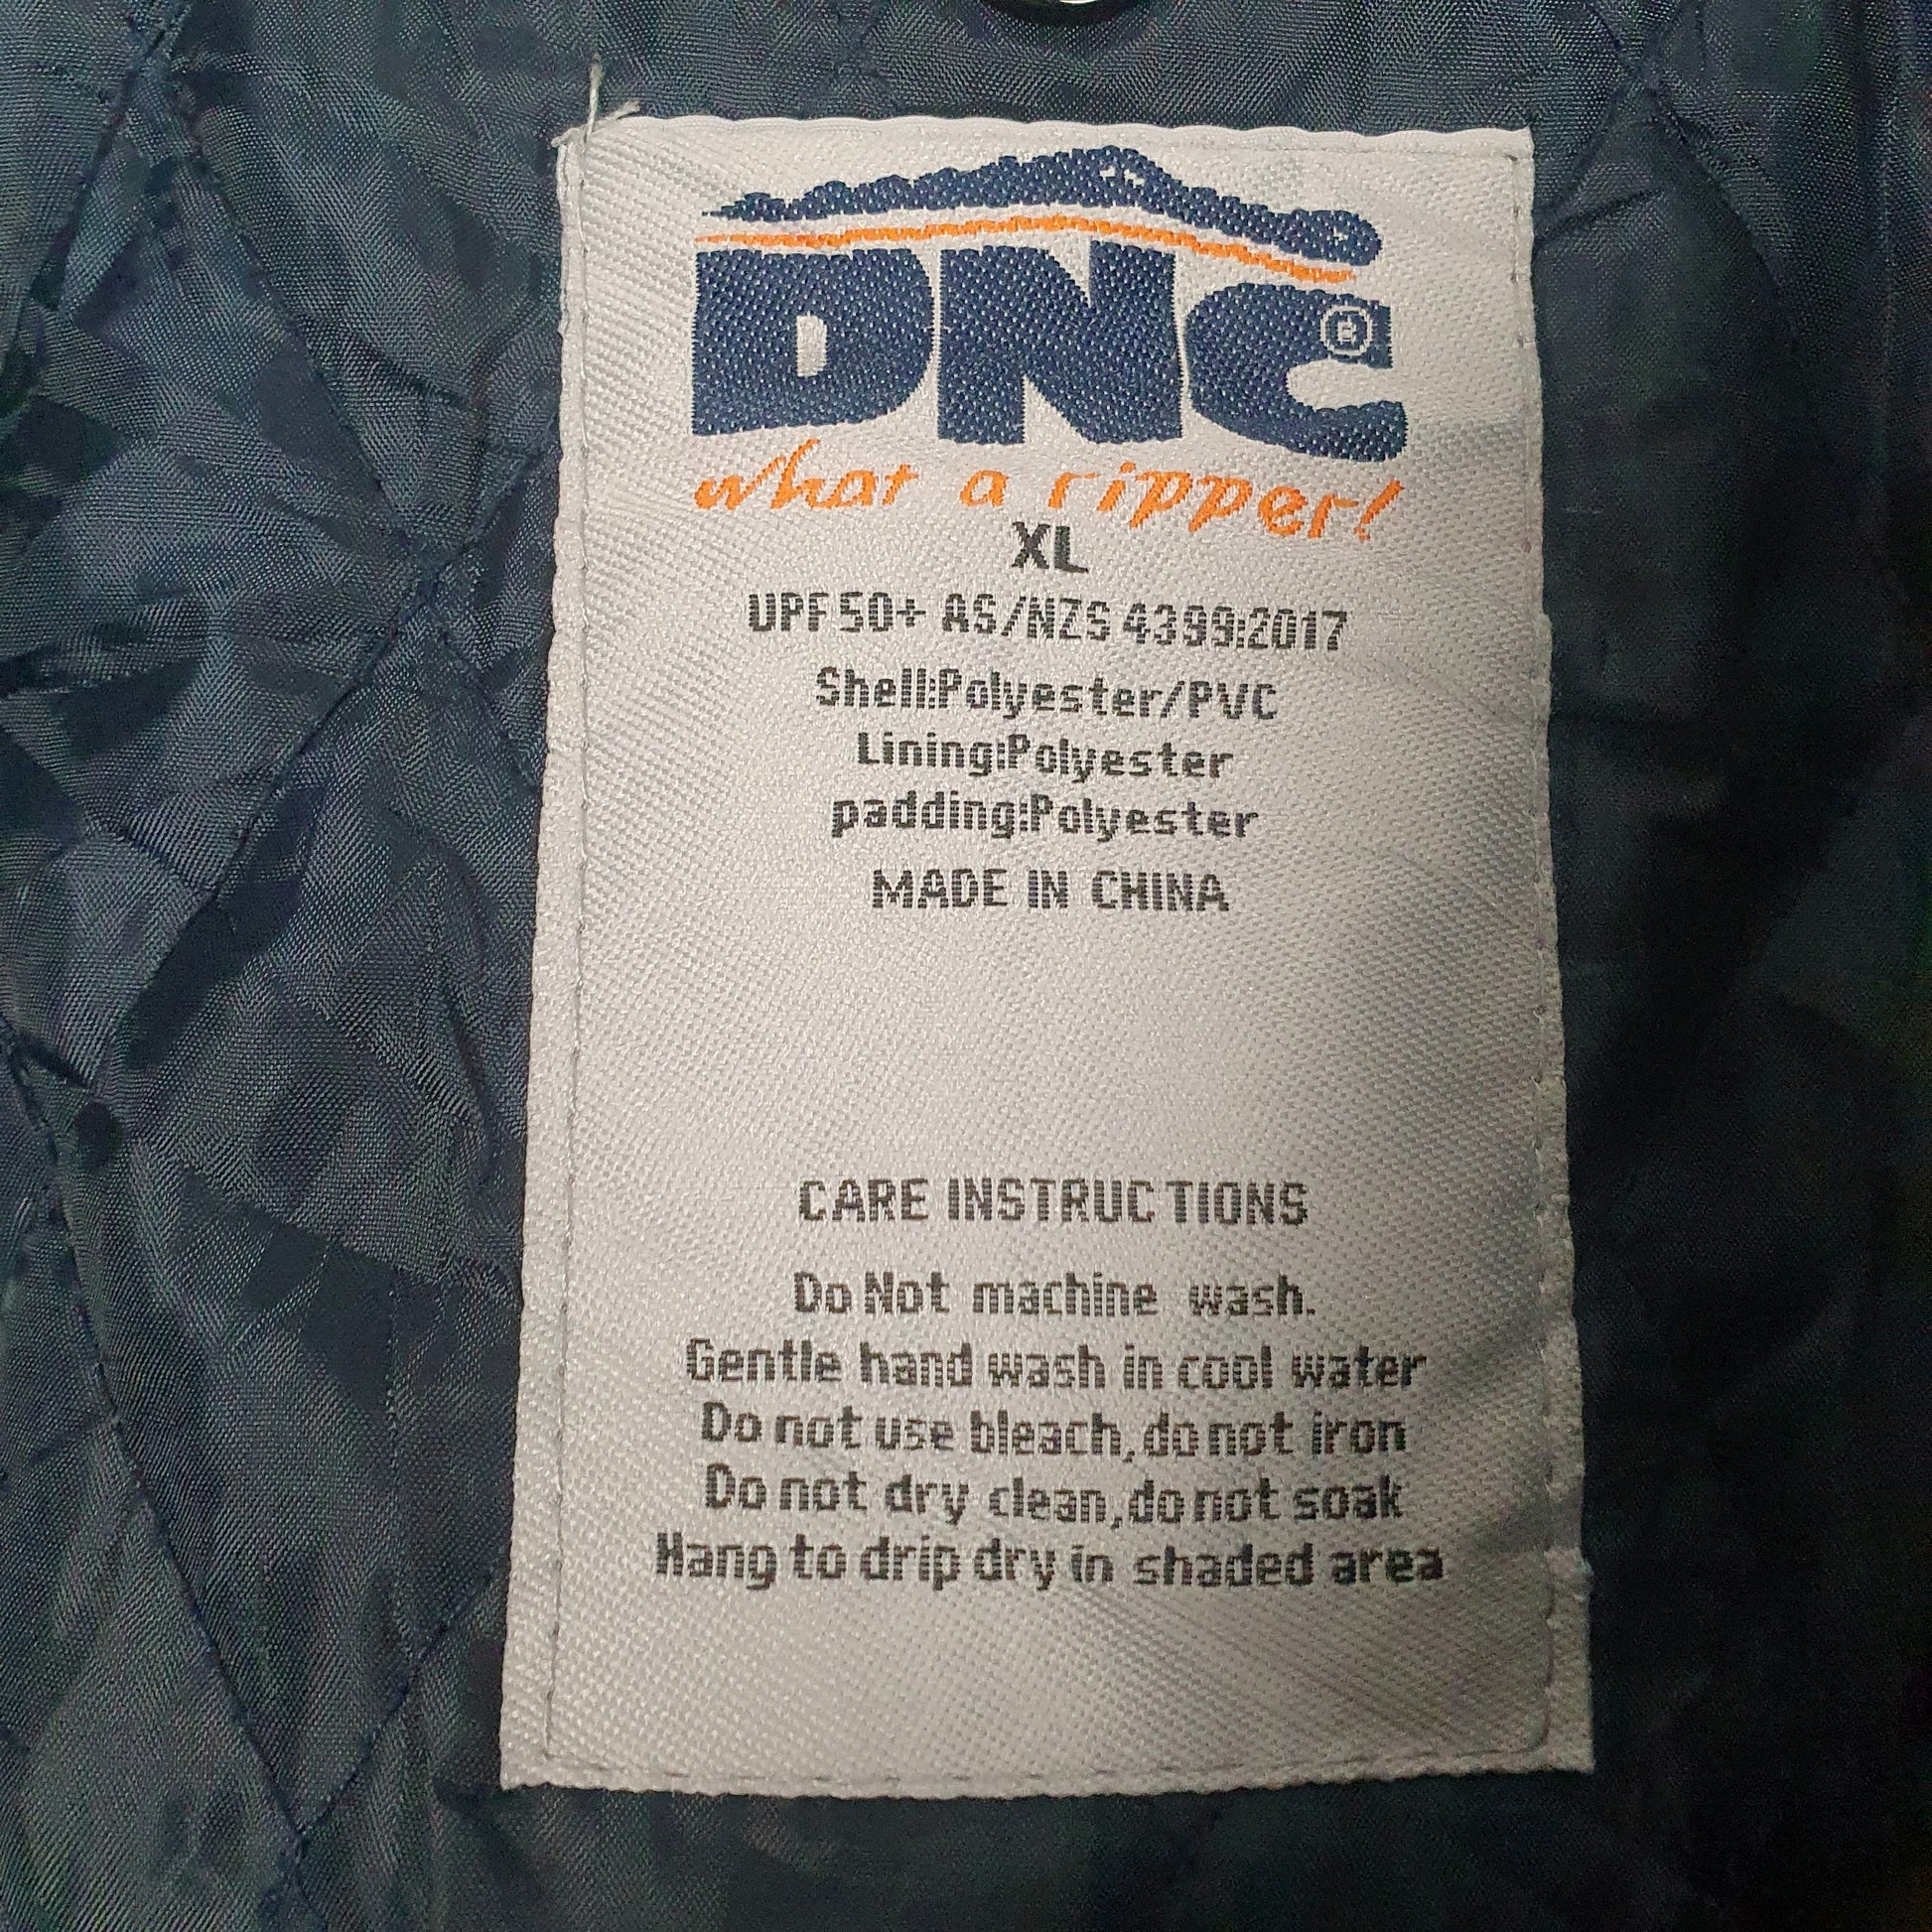 DNC®
what a ripper!
XL
UPF 50+ AS/NZS 4399:2017
Shell:Polyester/PVC
Lining:Polyester
padding:Polyester
MADE IN CHINA
CARE INSTRUCTIONS
Do Not machine wash.
Gentle hand wash in cool water
Do not use bleach,do not iron
Do not dry clean,do not soak
Hang to drip dry in shaded area